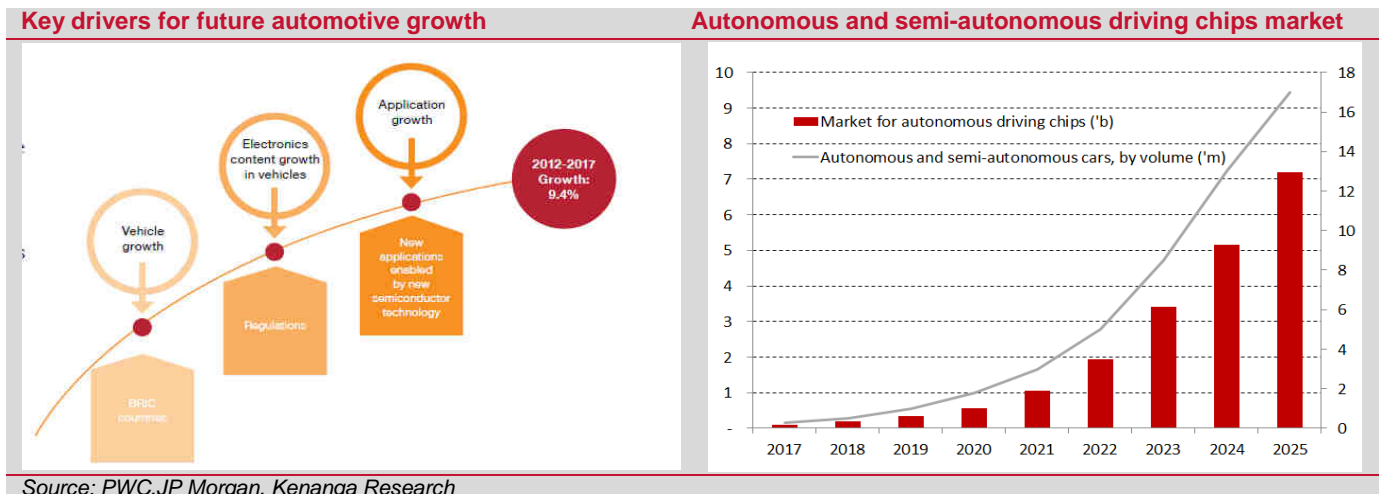 Key drivers for future automotive growth
Vehicle
growth
Electronics
content growth
in vehicles
Application
growth
2012-2017
Growth:
9.4%
BRIC
countries
Regulations
New
applications
enabled
by new
semiconductor
technology
e
s
Autonomous and semi-autonomous driving chips market
10
9
8
7
6
5
4
3
2
1
-
Market for autonomous driving chips ('b)
Autonomous and semi-autonomous cars, by volume ('m)
18
16
14
12
10
8
6
4
2
0
2017 2018 2019 2020 2021 2022 2023 2024 2025
Source: PWC,JP Morgan, Kenanga Research